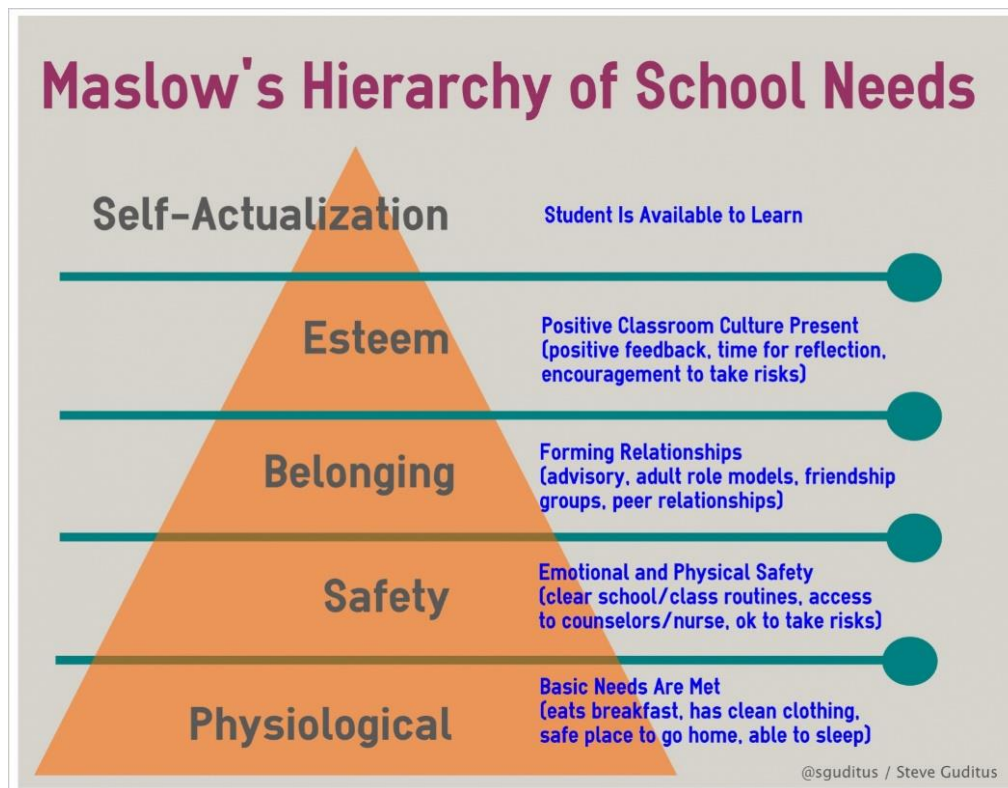 Maslow's Hierarchy of School Needs
Self-Actualization
Student Is Available to Learn
Esteem
Positive Classroom Culture Present
(positive feedback, time for reflection,
encouragement to take risks)
Belonging
Forming Relationships
(advisory, adult role models, friendship
groups, peer relationships)
Safety
Emotional and Physical Safety
(clear school/class routines, access
to counselors/nurse, ok to take risks)
Physiological
Basic Needs Are Met
(eats breakfast, has clean clothing,
safe place to go home, able to sleep)
@sguditus / Steve Guditus